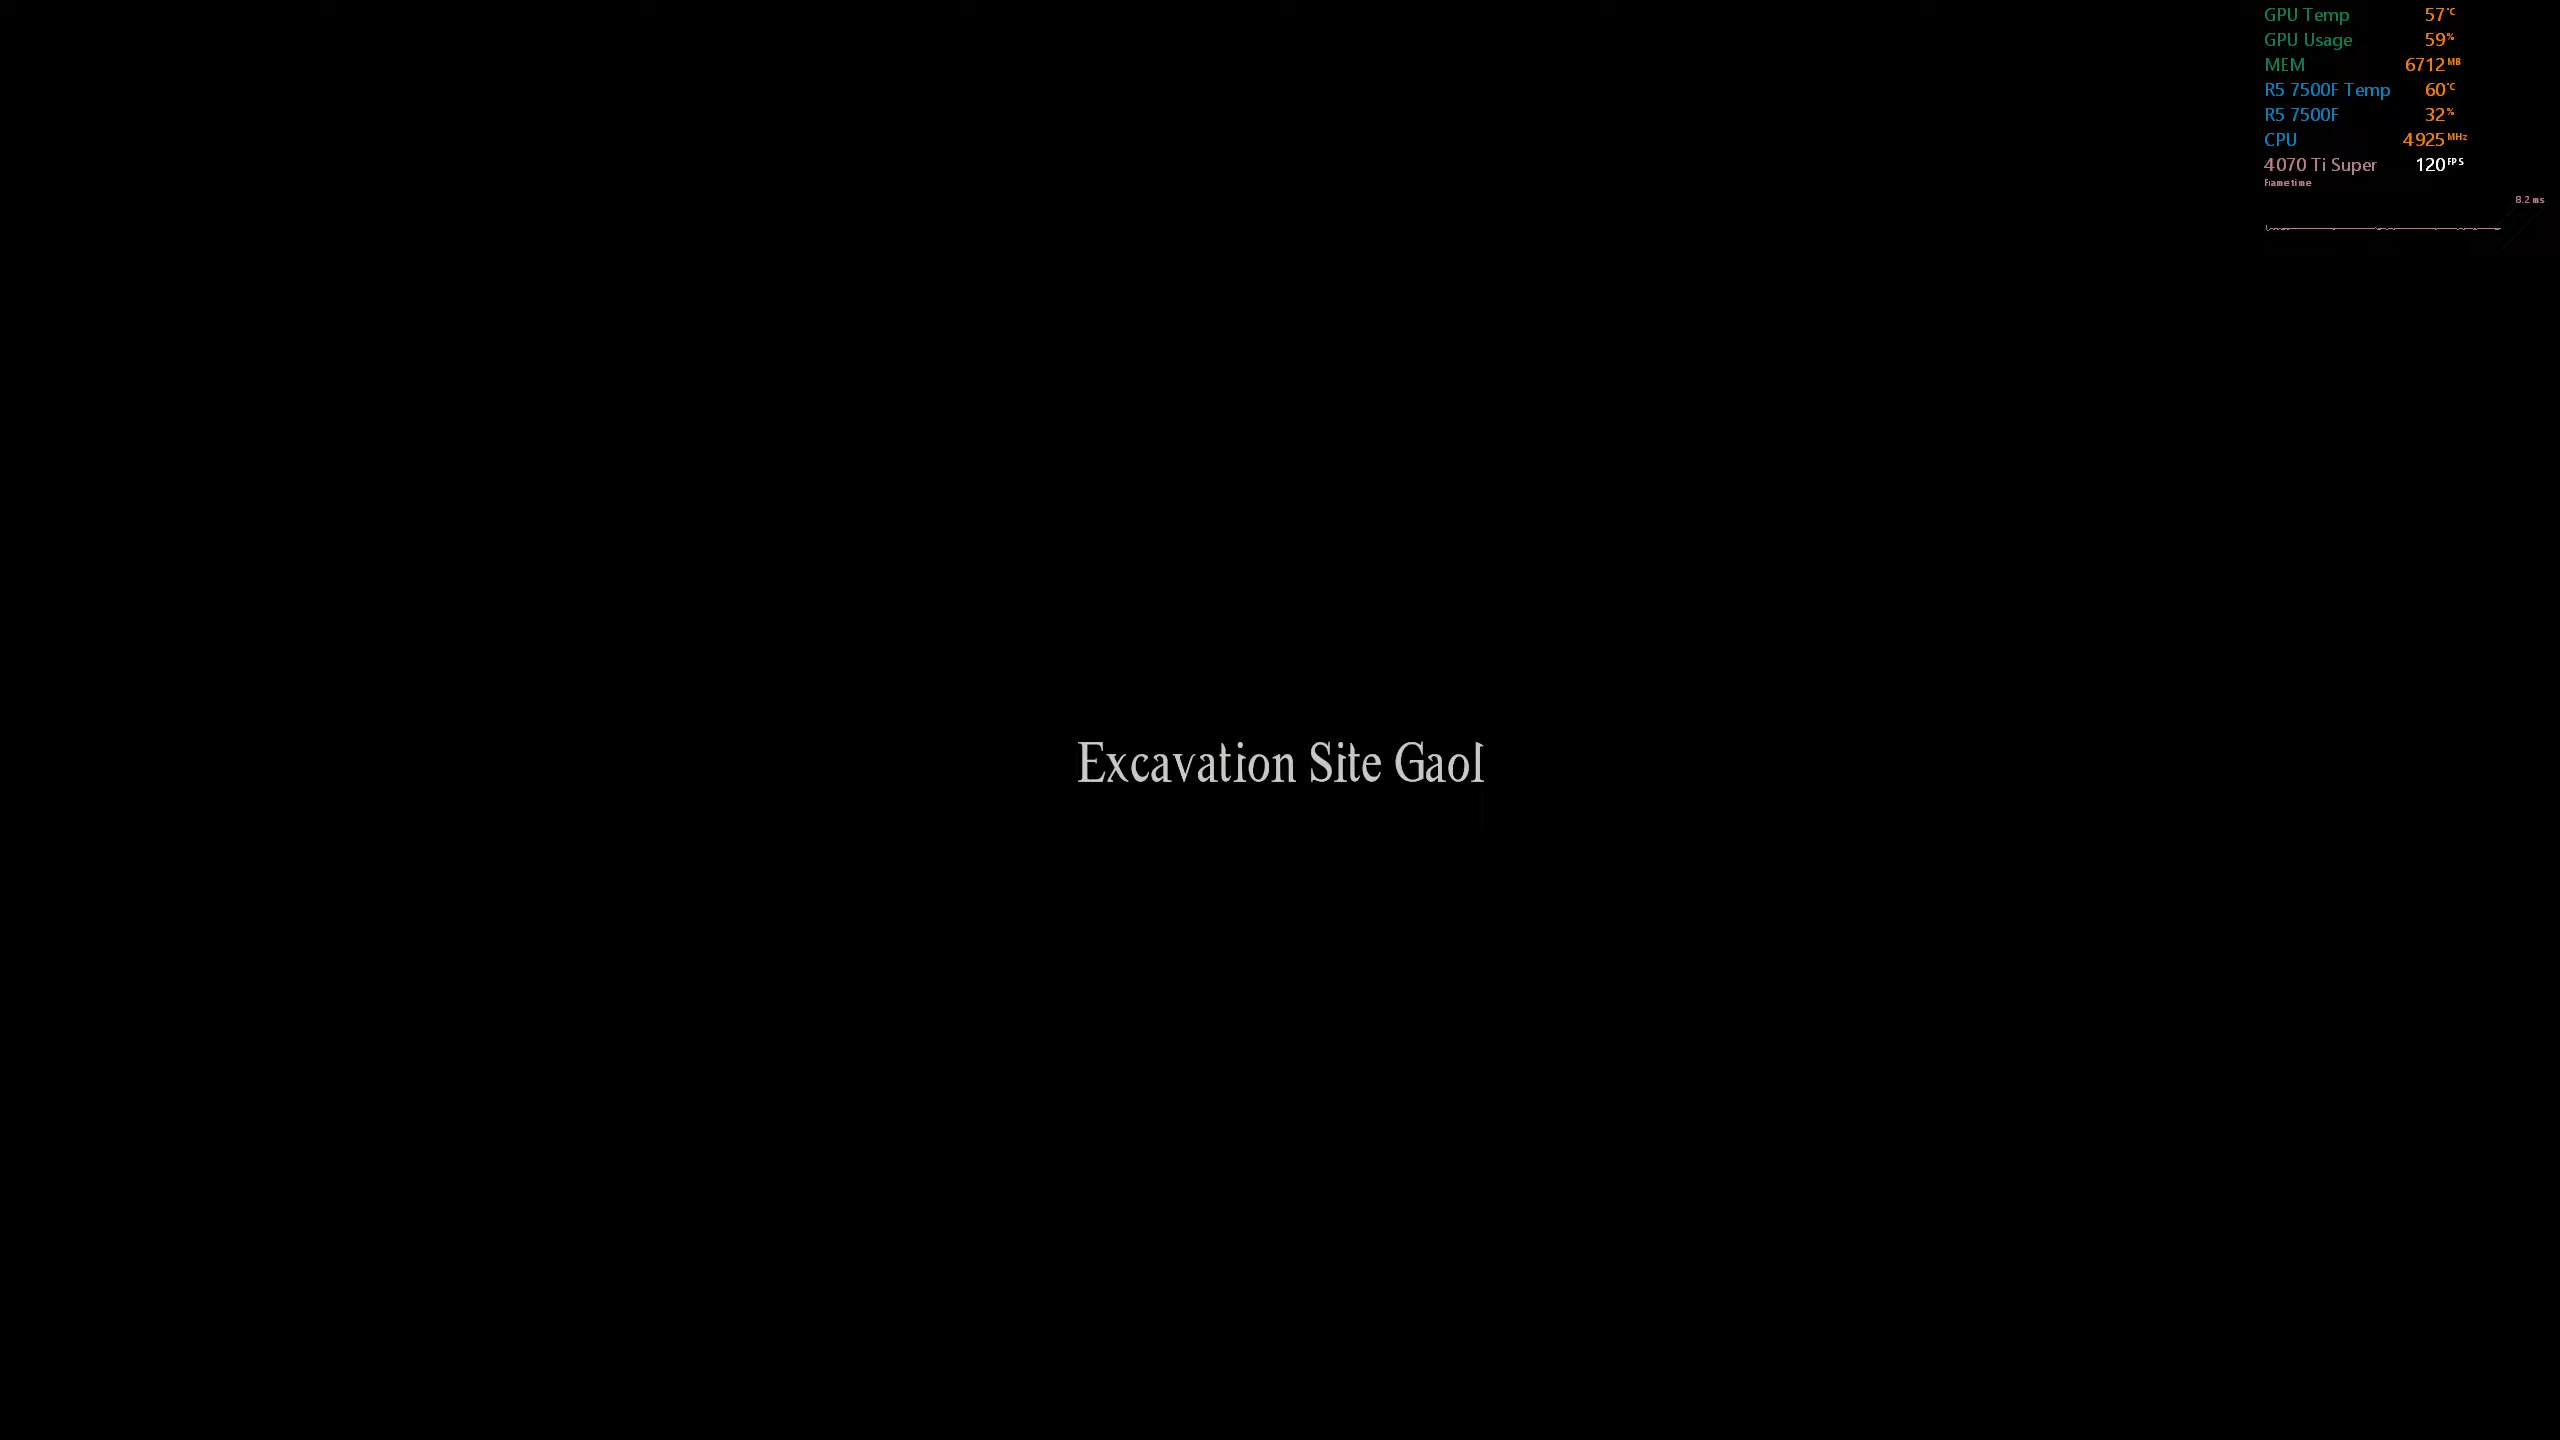 GPU Temp 57°C
GPU Usage 59%
MEM 6712MB
R5 7500F Temp 60°C
R5 7500F 32%
CPU 4925MHz
4070 Ti Super 120FPS
Frametime
8.2 ms
Excavation Site Gaol